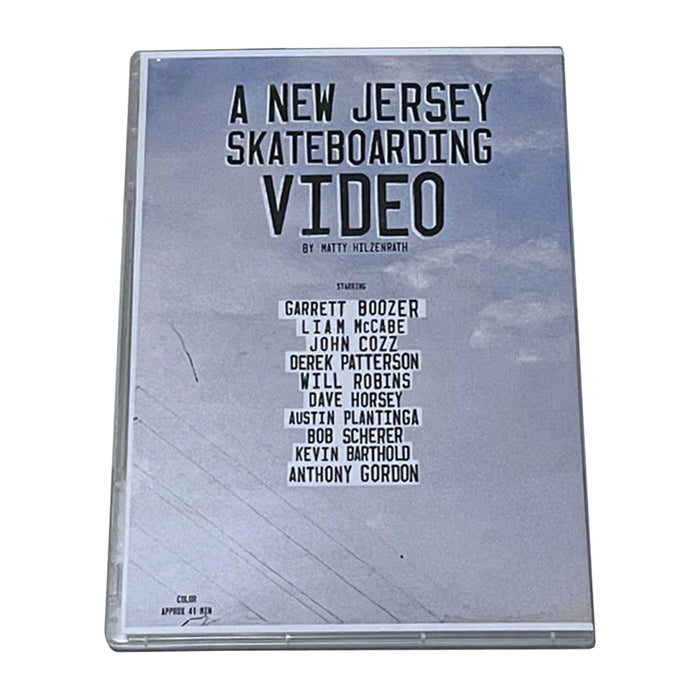 A NEW JERSEY
SKATEBOARDING
VIDEO
BY MATTY HILZENRATH
STARRING
GARRETT BOOZER
LIAM McCABE
JOHN COZZ
DEREK PATTERSON
WILL ROBINS
DAVE HORSEY
AUSTIN PLANTINGA
BOB SCHERER
KEVIN BARTHOLD
ANTHONY GORDON
COLOR
APPROX 41 MIN